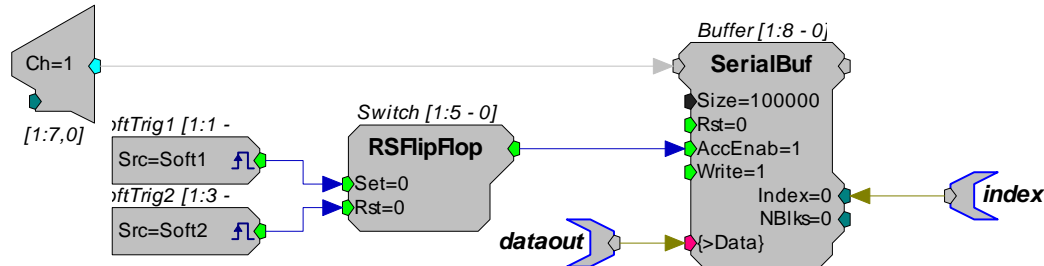 Buffer [1:8 - 0]
Ch=1
SerialBuf
Size=100000
[1:7,0]
Switch [1:5 - 0]
Rst=0
oftTrig1 [1:1 -
RSFlipFlop
AccEnab=1
Src=Soft1
Write=1
Set=0
oftTrig2 [1:3 -
Index=0
index
Rst=0
NBlks=0
Src=Soft2
dataout
{>Data}